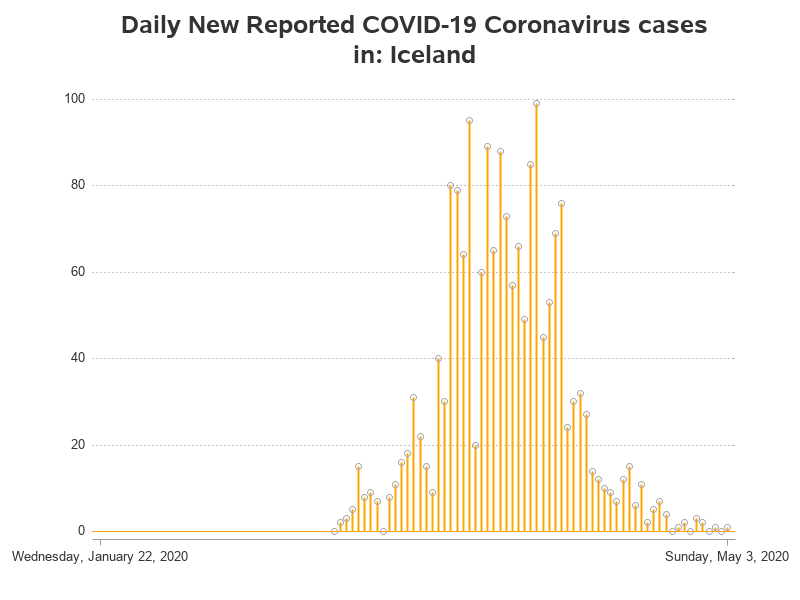 Daily New Reported COVID-19 Coronavirus cases
in: Iceland
100
80
60
40
20
0
Wednesday, January 22, 2020
Sunday, May 3, 2020